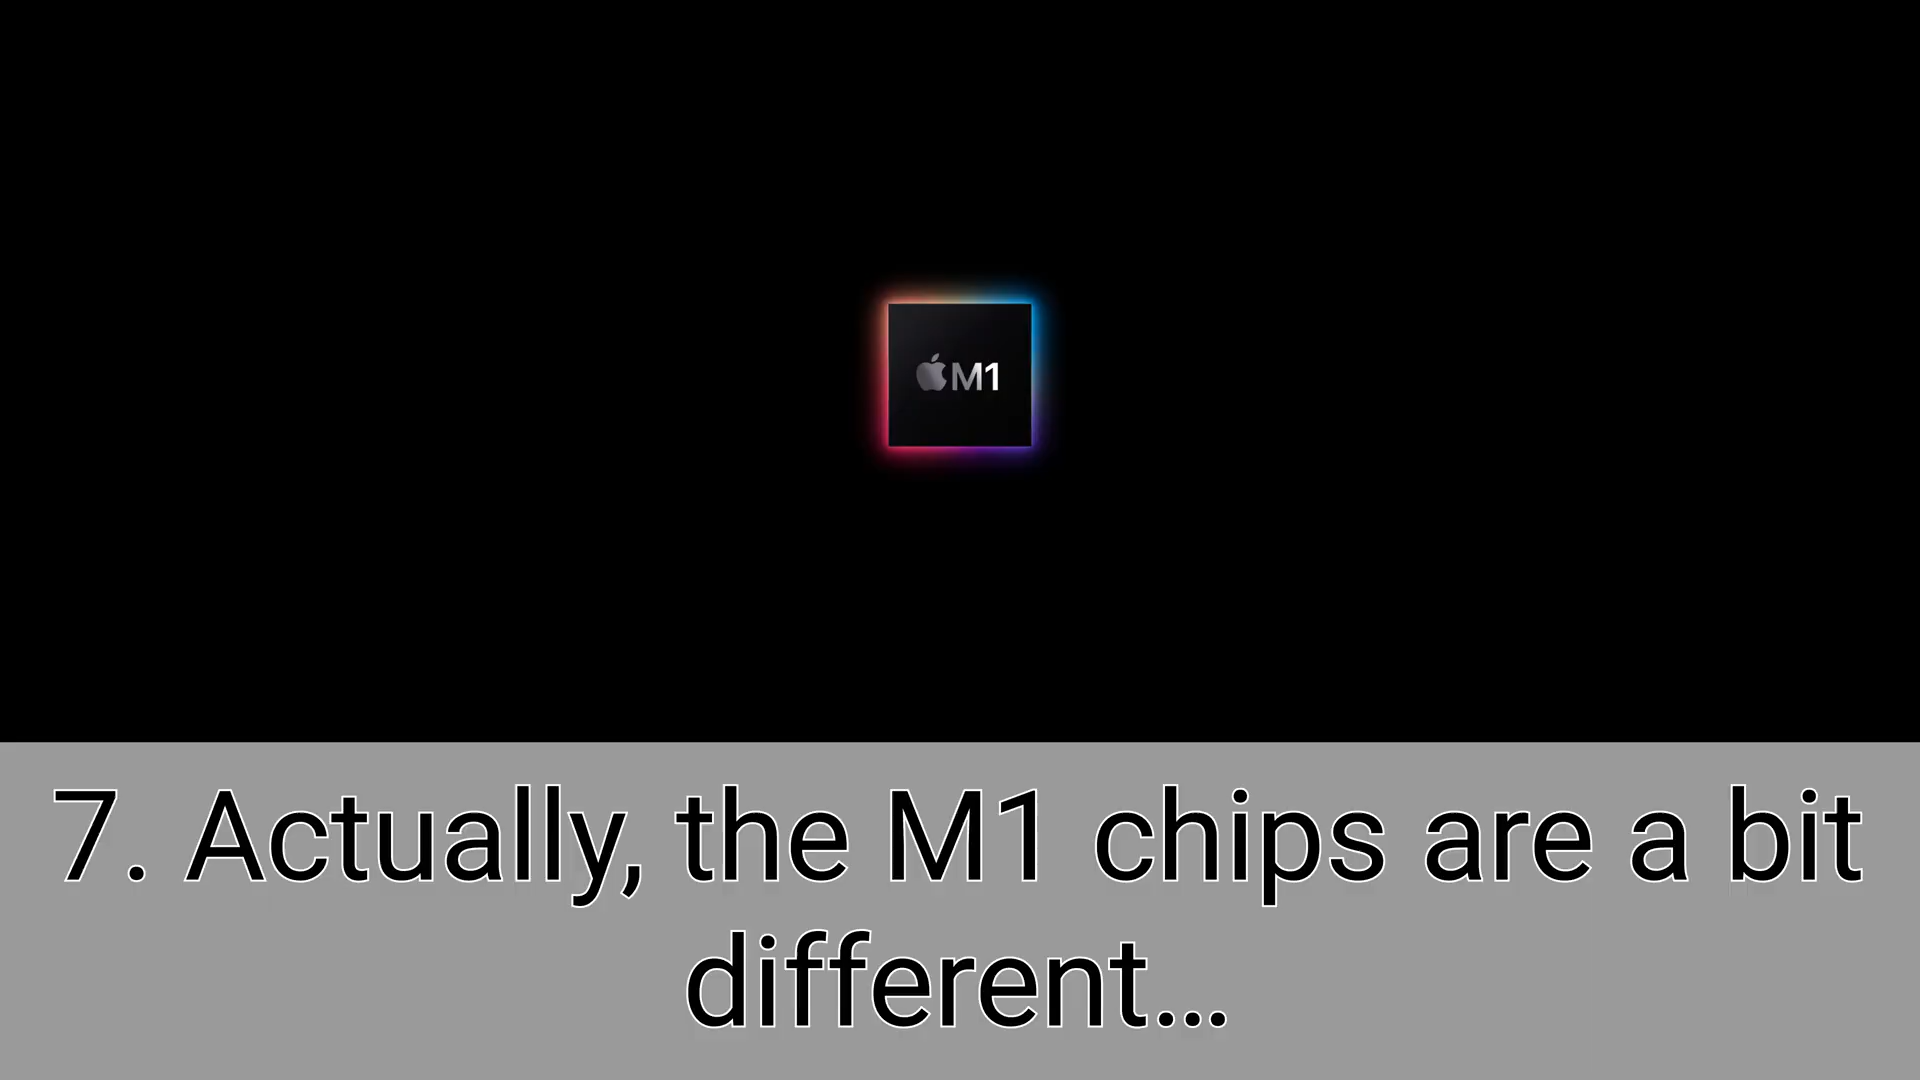 M1
7. Actually, the M1 chips are a bit
different…